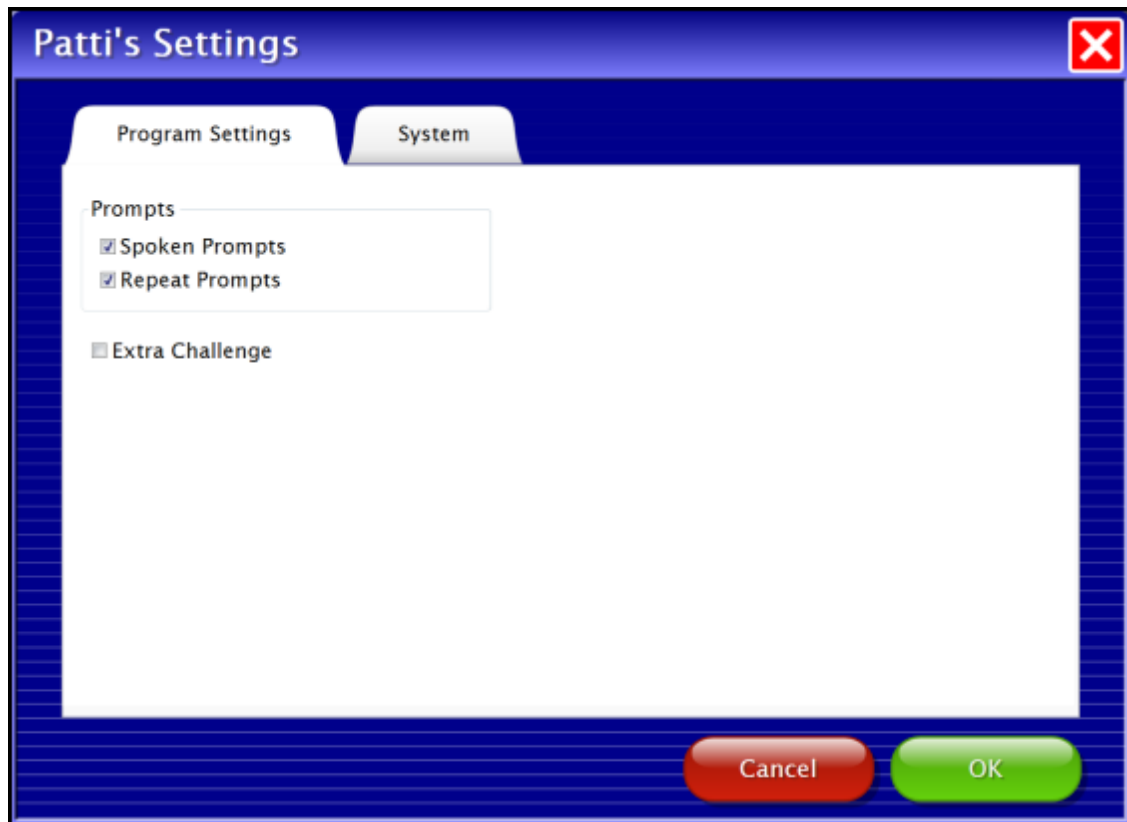 Patti's Settings
Program Settings
System
Prompts
Spoken Prompts
Repeat Prompts
Extra Challenge
Cancel
OK